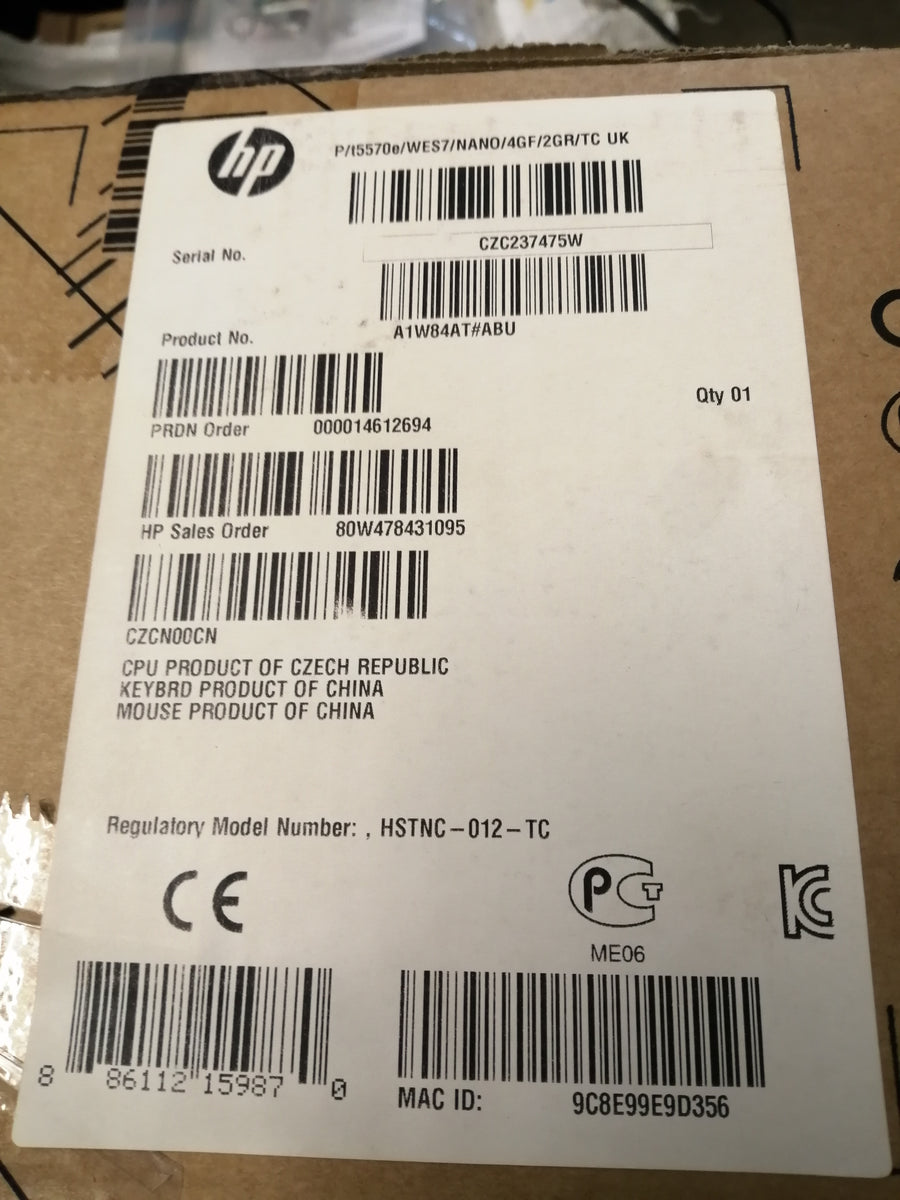 hp
P/t5570e/WES7/NANO/4GF/2GR/TC UK
Serial No.
CZC237475W
Product No.
A1W84AT#ABU
Qty 01
PRDN Order 000014612694
HP Sales Order 80W478431095
CZCN00CN
CPU PRODUCT OF CZECH REPUBLIC
KEYBRD PRODUCT OF CHINA
MOUSE PRODUCT OF CHINA
Regulatory Model Number: , HSTNC-012-TC
CE
PCT
KC
ME06
8 86112"15987 0
MAC ID: 9C8E99E9D356